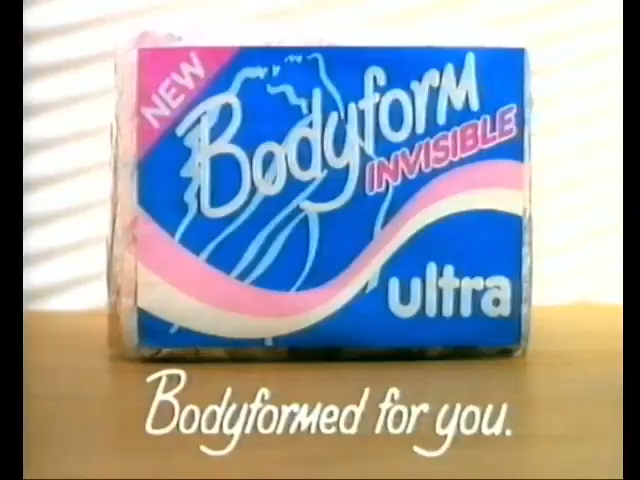 NEW
Bodyform
INVISIBLE
ultra
Bodyformed for you.